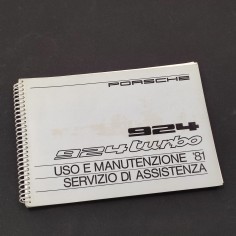 PORSCHE
924
924 turbo
USO E MANUTENZIONE '81
SERVIZIO DI ASSISTENZA